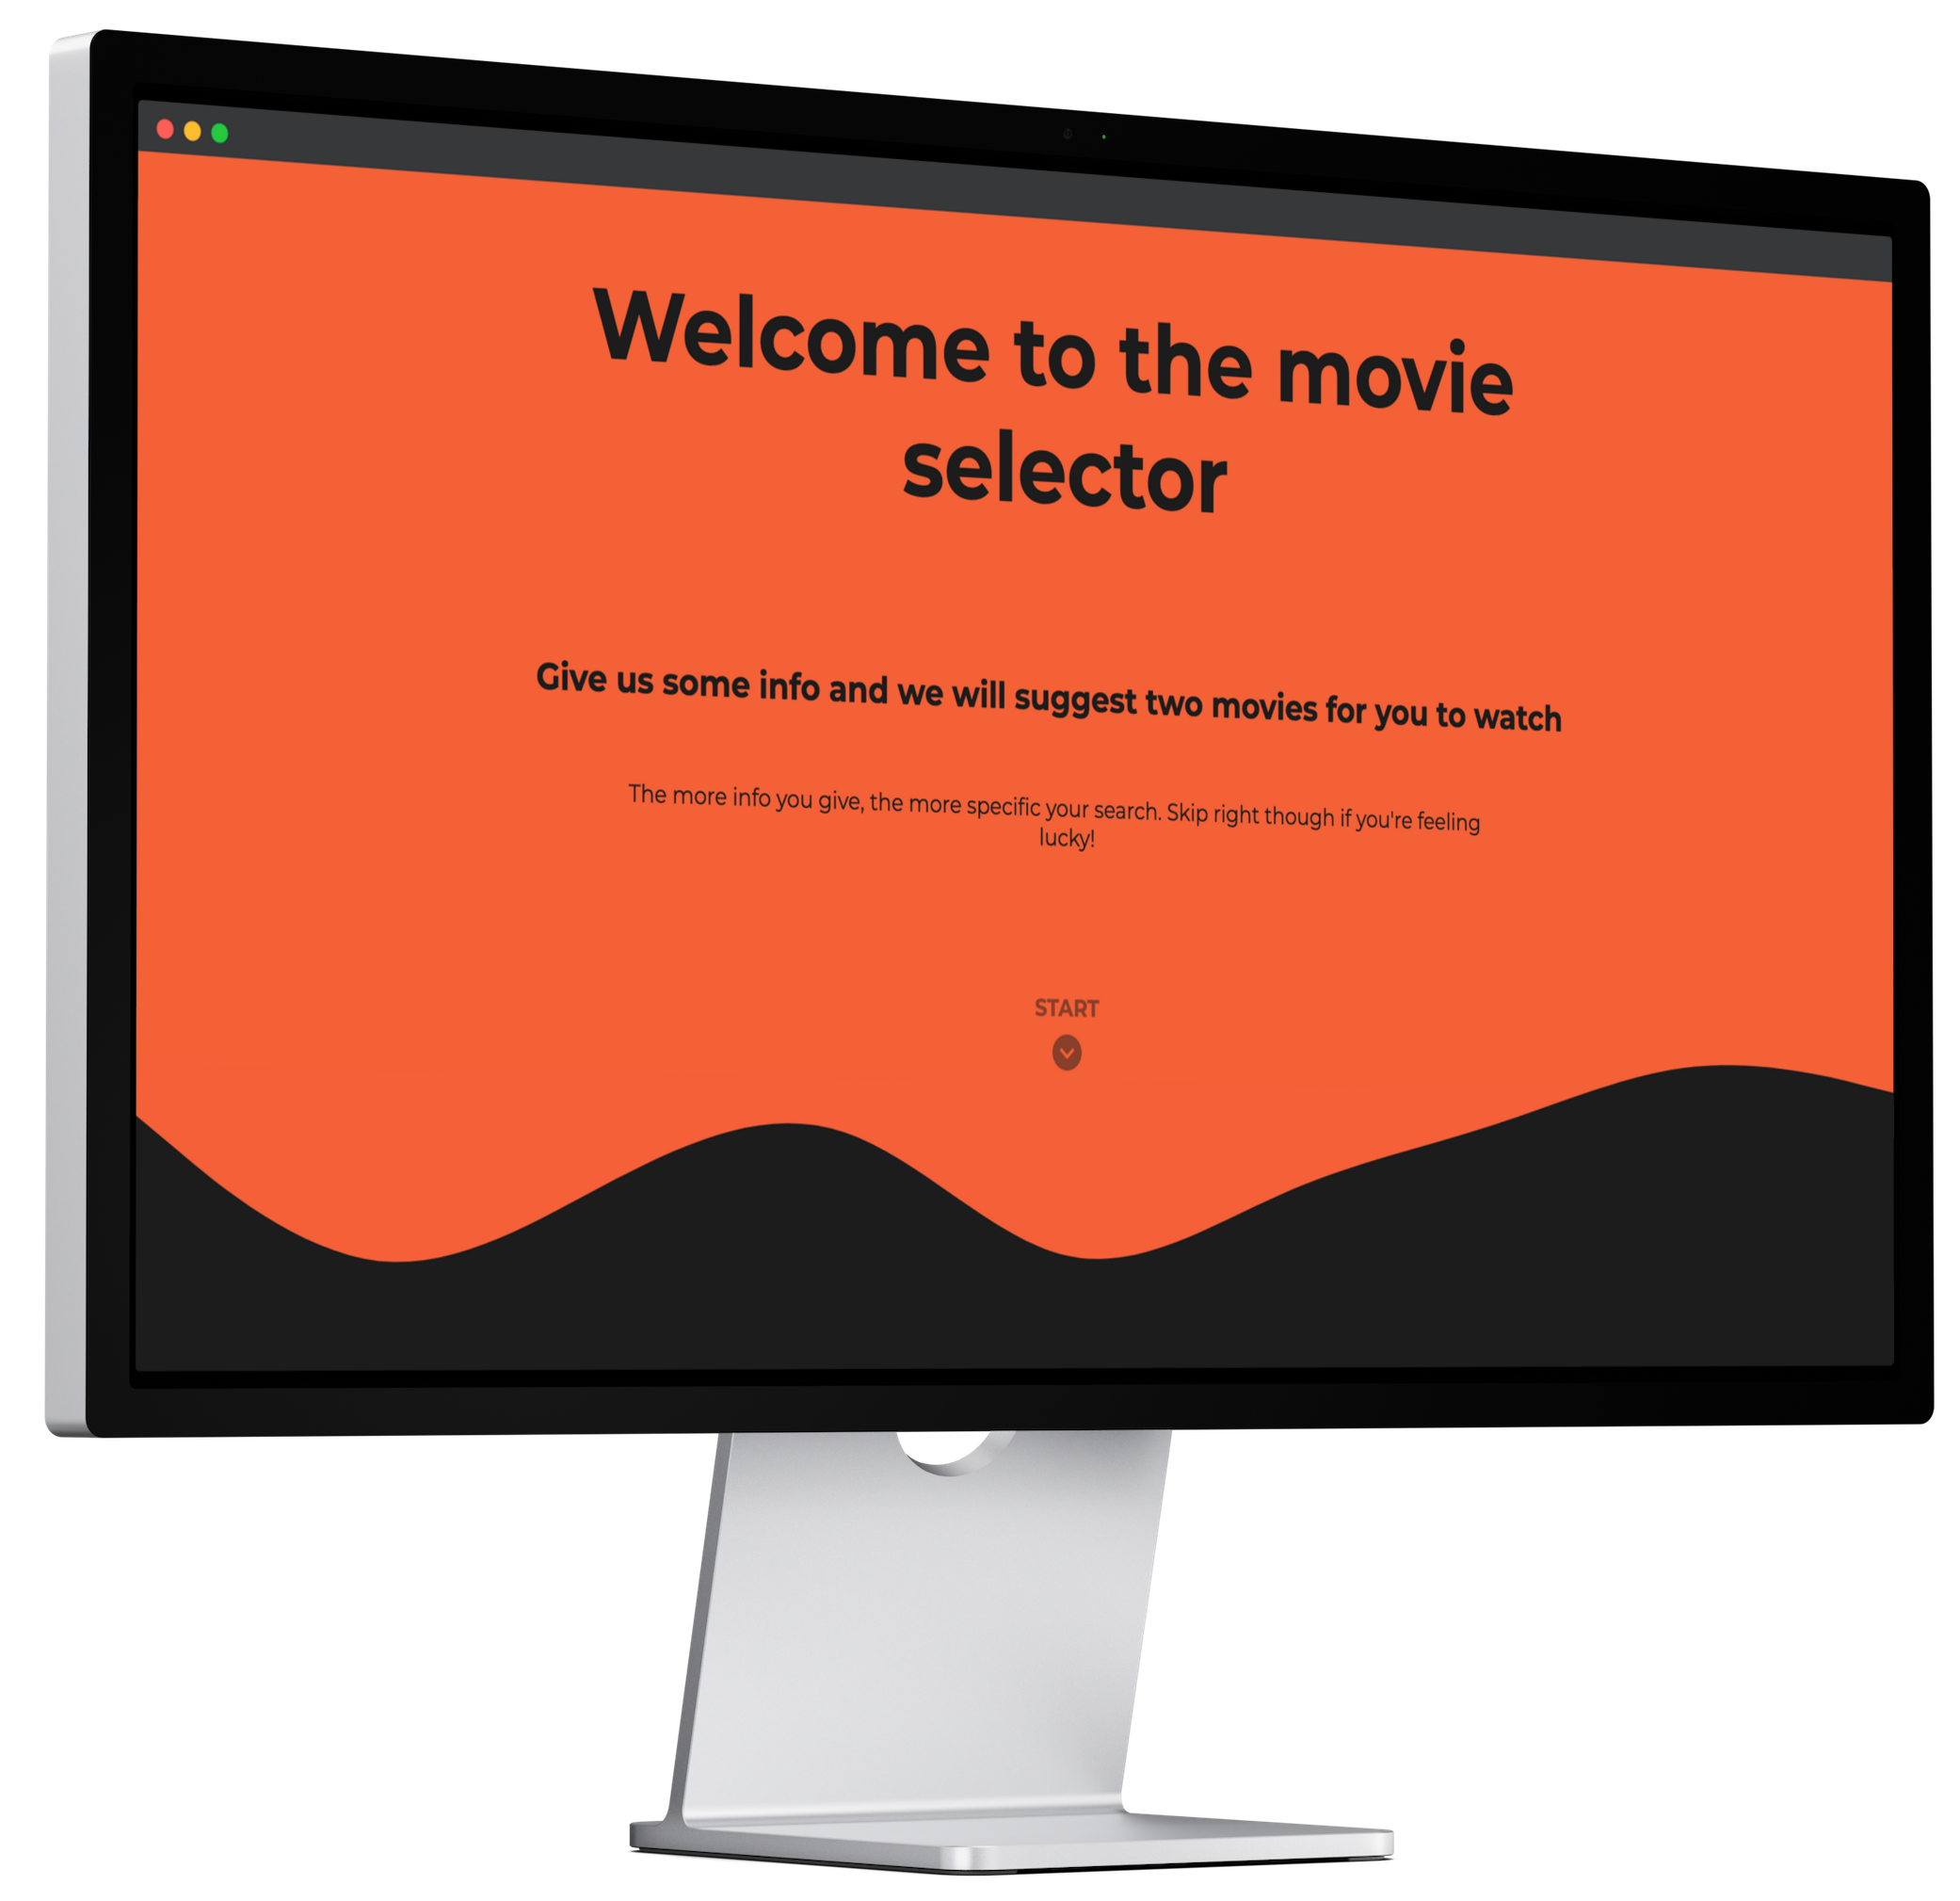 Welcome to the movie
selector
Give us some info and we will suggest two movies for you to watch
The more info you give, the more specific your search. Skip right though if you're feeling
lucky!
START